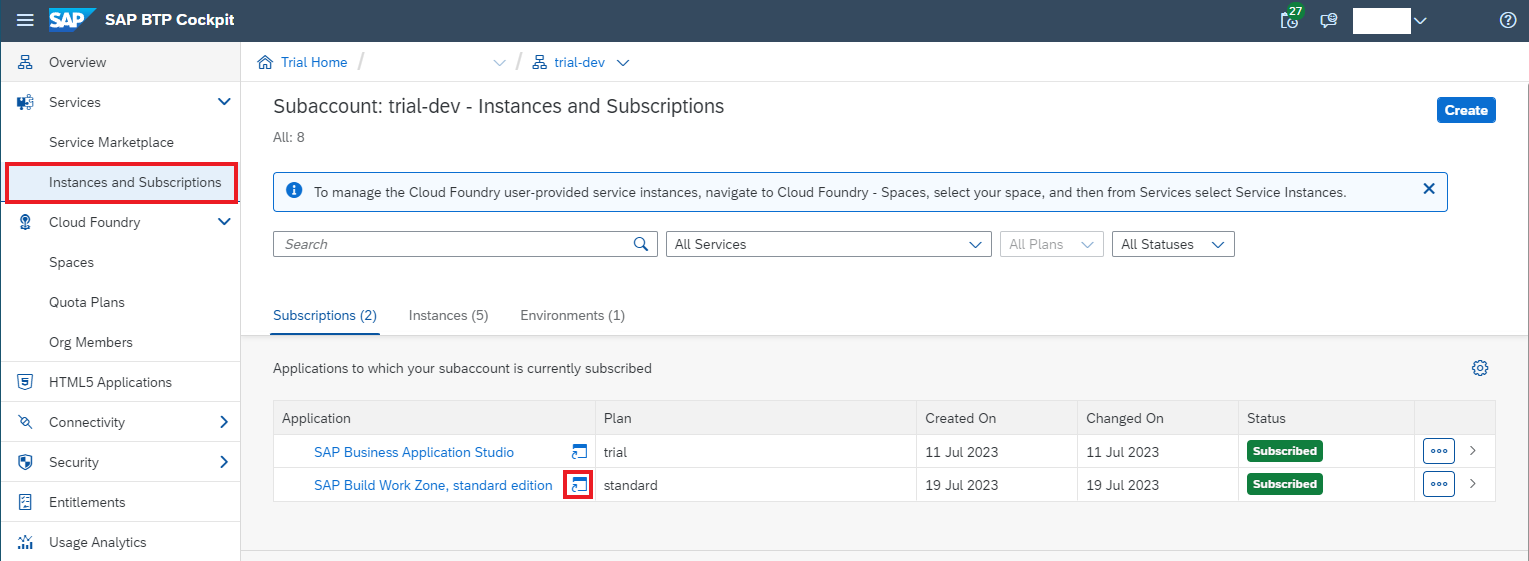 SAP SAP BTP Cockpit 27
Overview
Services
Service Marketplace
Instances and Subscriptions
Cloud Foundry
Spaces
Quota Plans
Org Members
HTML5 Applications
Connectivity
Security
Entitlements
Usage Analytics
Trial Home / / trial-dev
Subaccount: trial-dev - Instances and Subscriptions
Create
All: 8
To manage the Cloud Foundry user-provided service instances, navigate to Cloud Foundry - Spaces, select your space, and then from Services select Service Instances.
Search All Services All Plans All Statuses
Subscriptions (2) Instances (5) Environments (1)
Applications to which your subaccount is currently subscribed
Application Plan Created On Changed On Status
SAP Business Application Studio trial 11 Jul 2023 11 Jul 2023 Subscribed
SAP Build Work Zone, standard edition standard 19 Jul 2023 19 Jul 2023 Subscribed